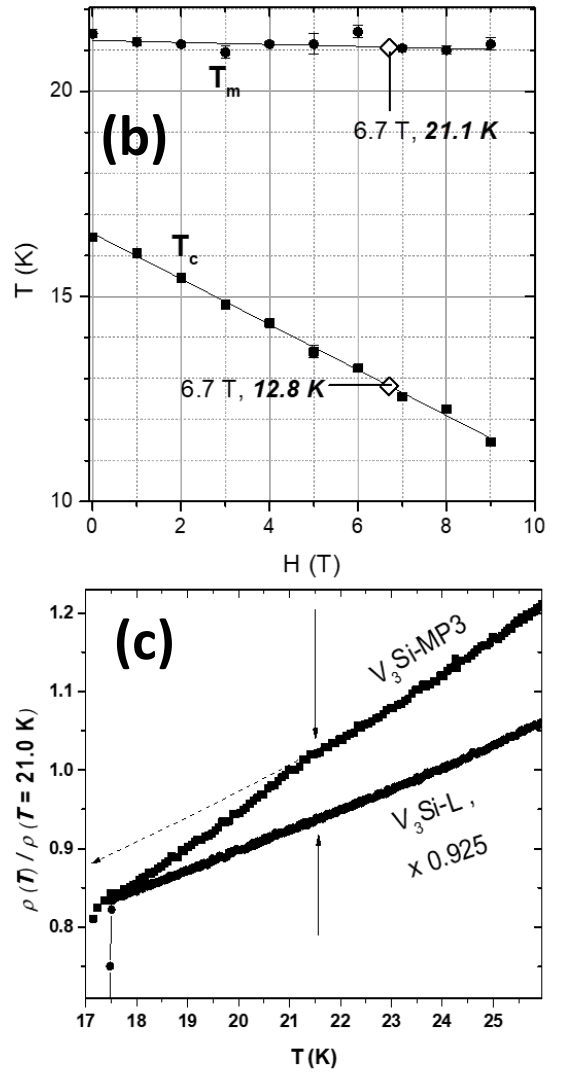 (b)
T (K)
20
15
10
T_m
6.7 T, 21.1 K
T_c
6.7 T, 12.8 K
0 2 4 6 8 10
H (T)
(c)
ρ (T) / ρ (T = 21.0 K)
1.2
1.1
1.0
0.9
0.8
V₃Si-MP3
V₃Si-L ,
x 0.925
17 18 19 20 21 22 23 24 25
T (K)